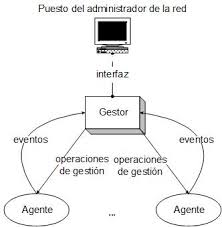 Puesto del administrador de la red
interfaz
Gestor
eventos
eventos
operaciones
de gestión
operaciones
de gestión
Agente
...
Agente